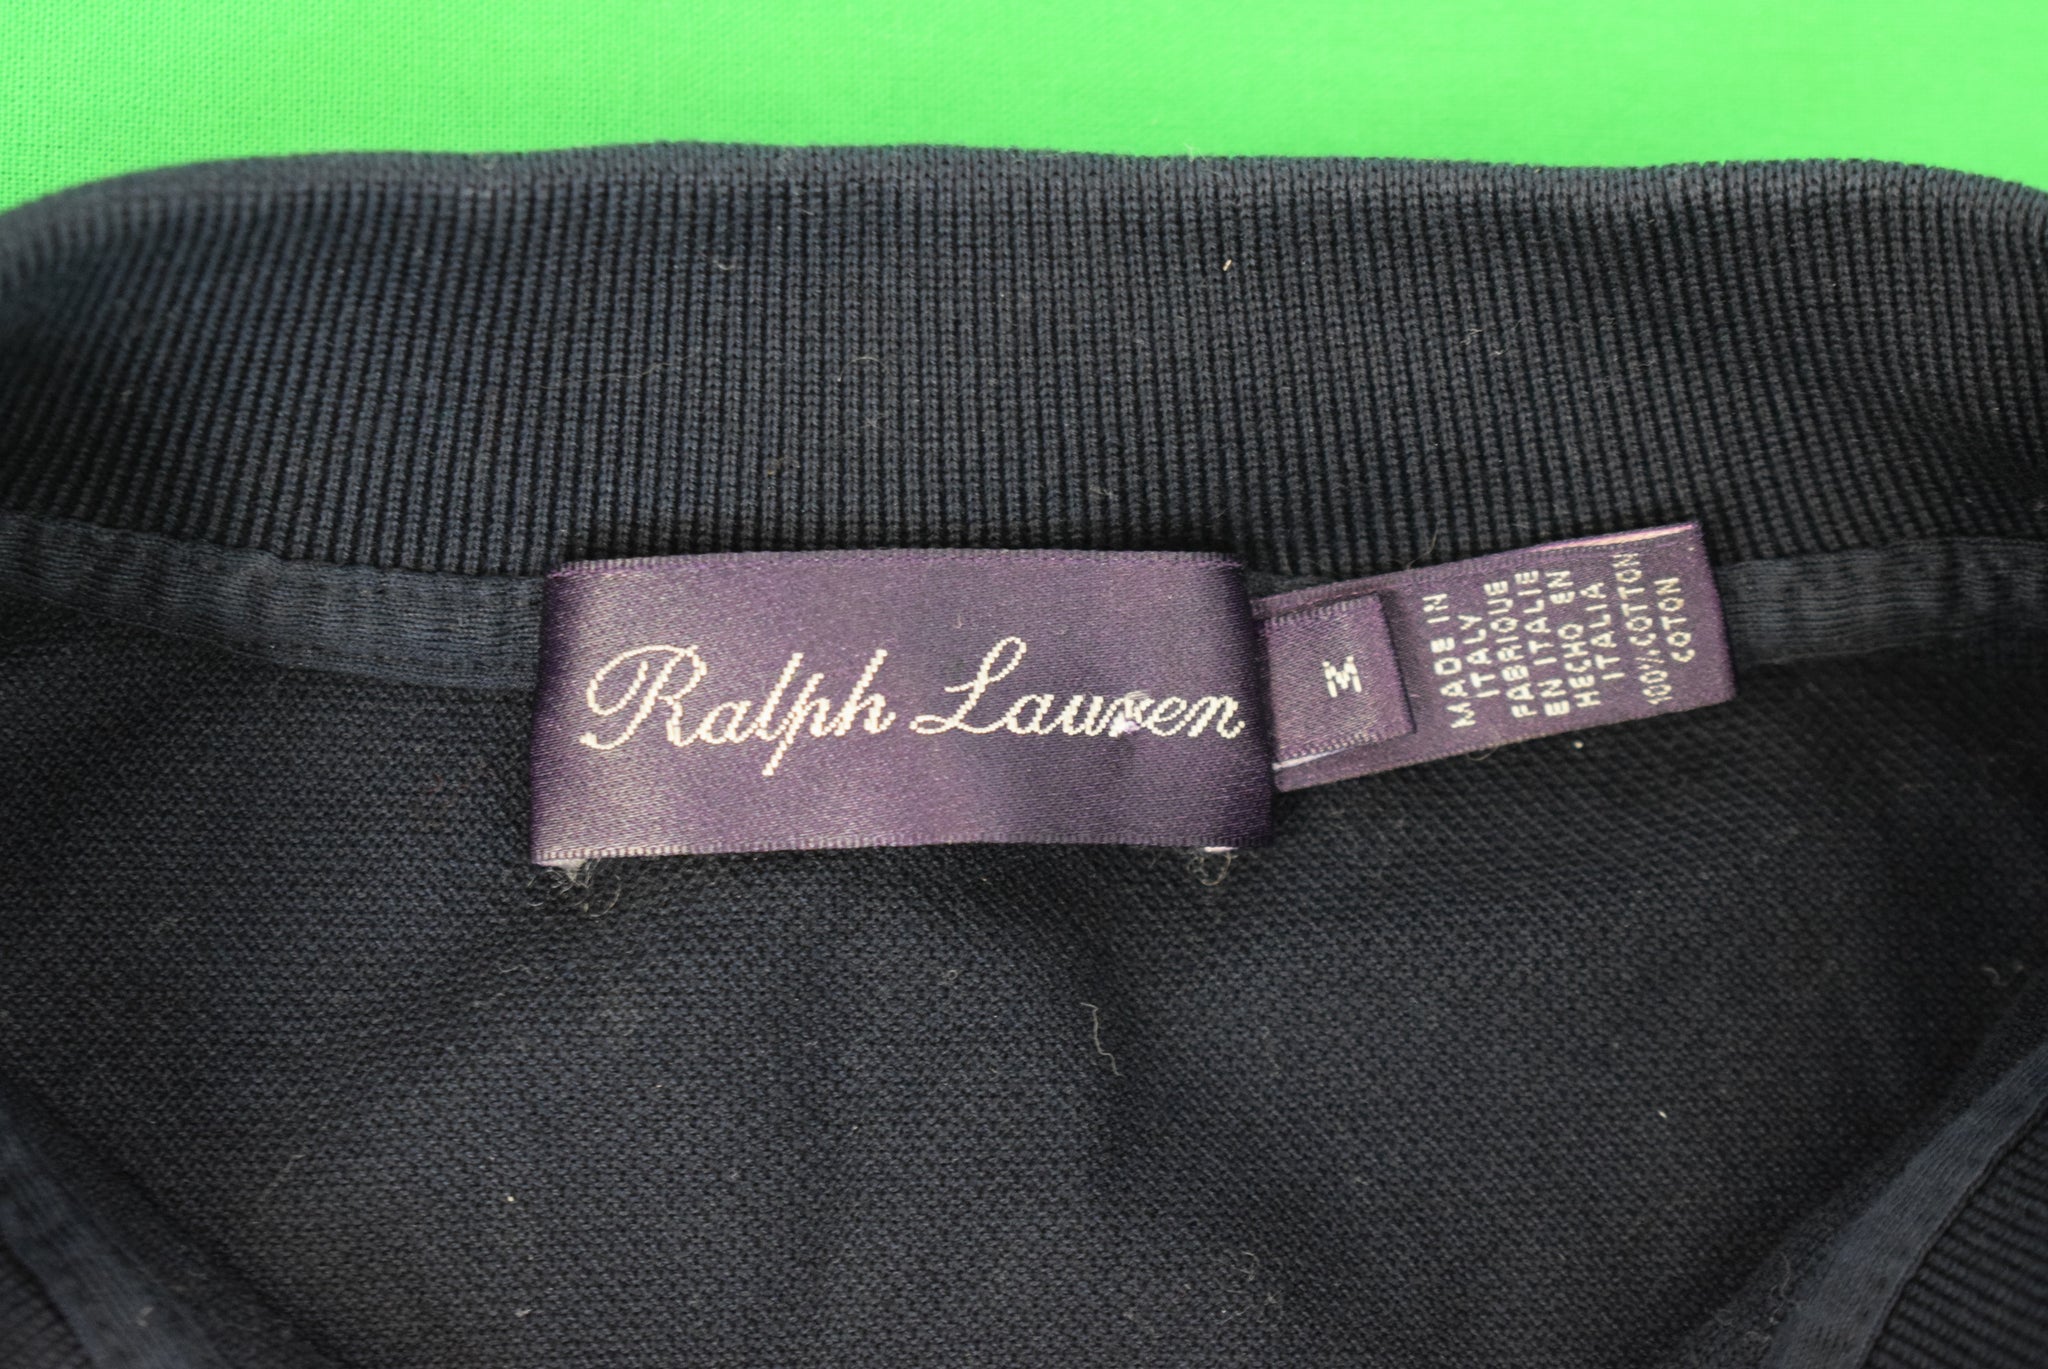 Ralph Lauren
M
MADE IN
ITALY
FABRIQUE
EN ITALIE
HECHO EN
ITALIA
100% COTTON
COTON